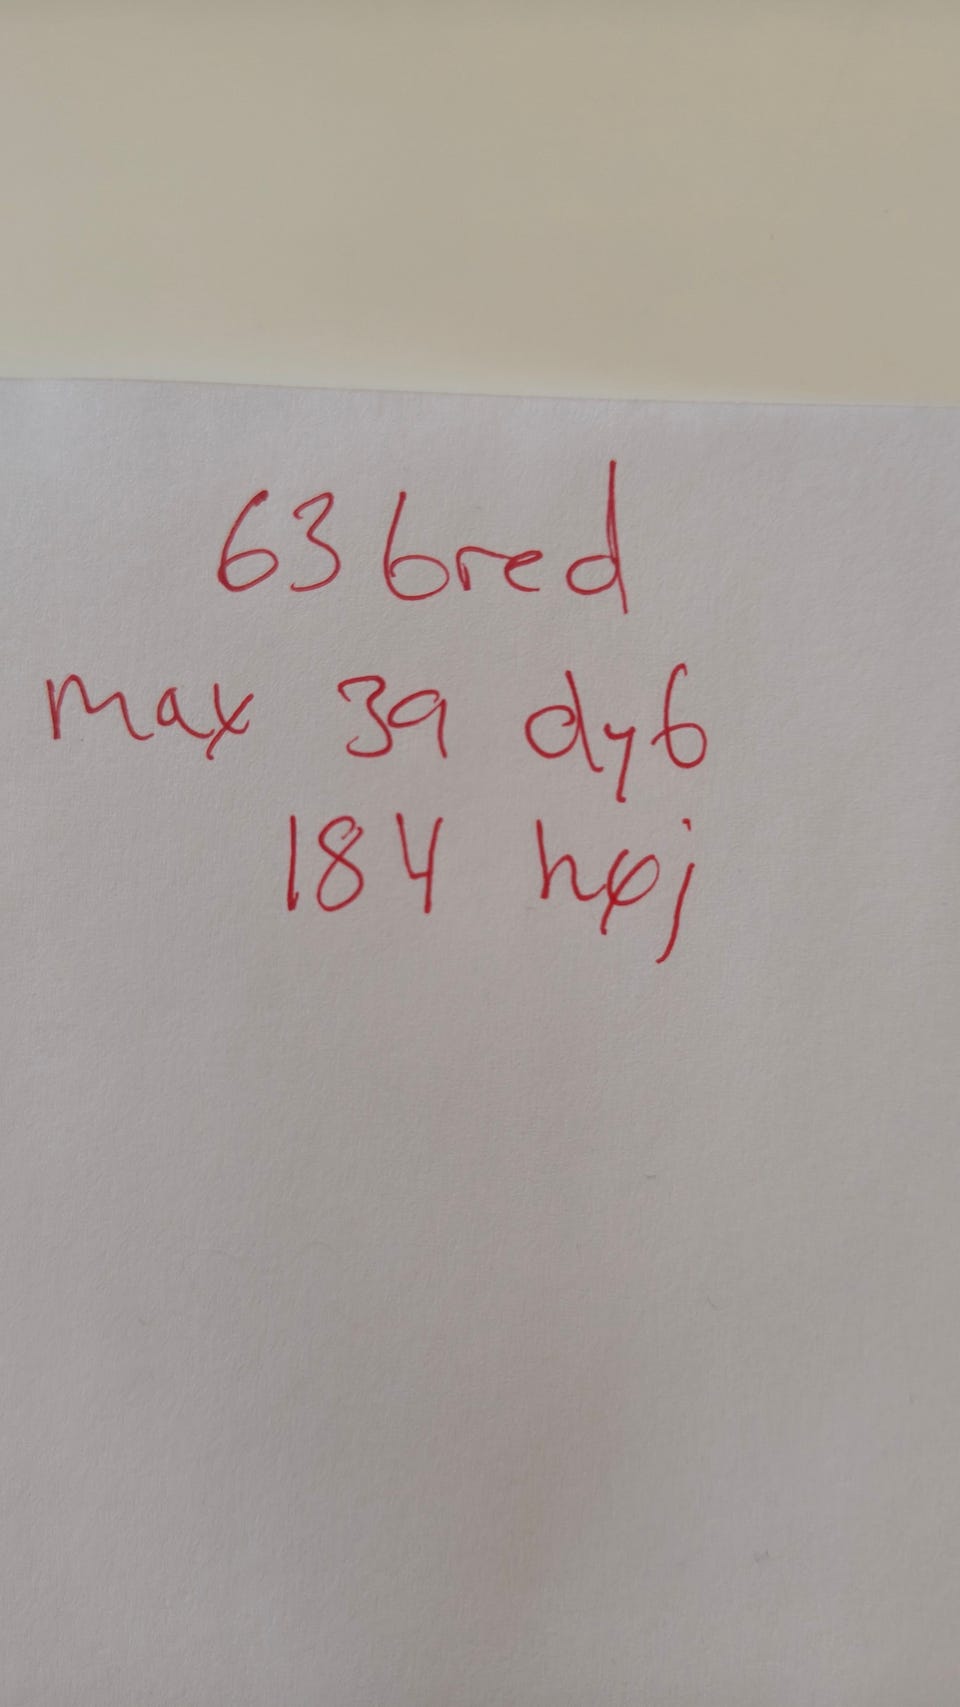 63 bred
max 39 dyb
184 høj